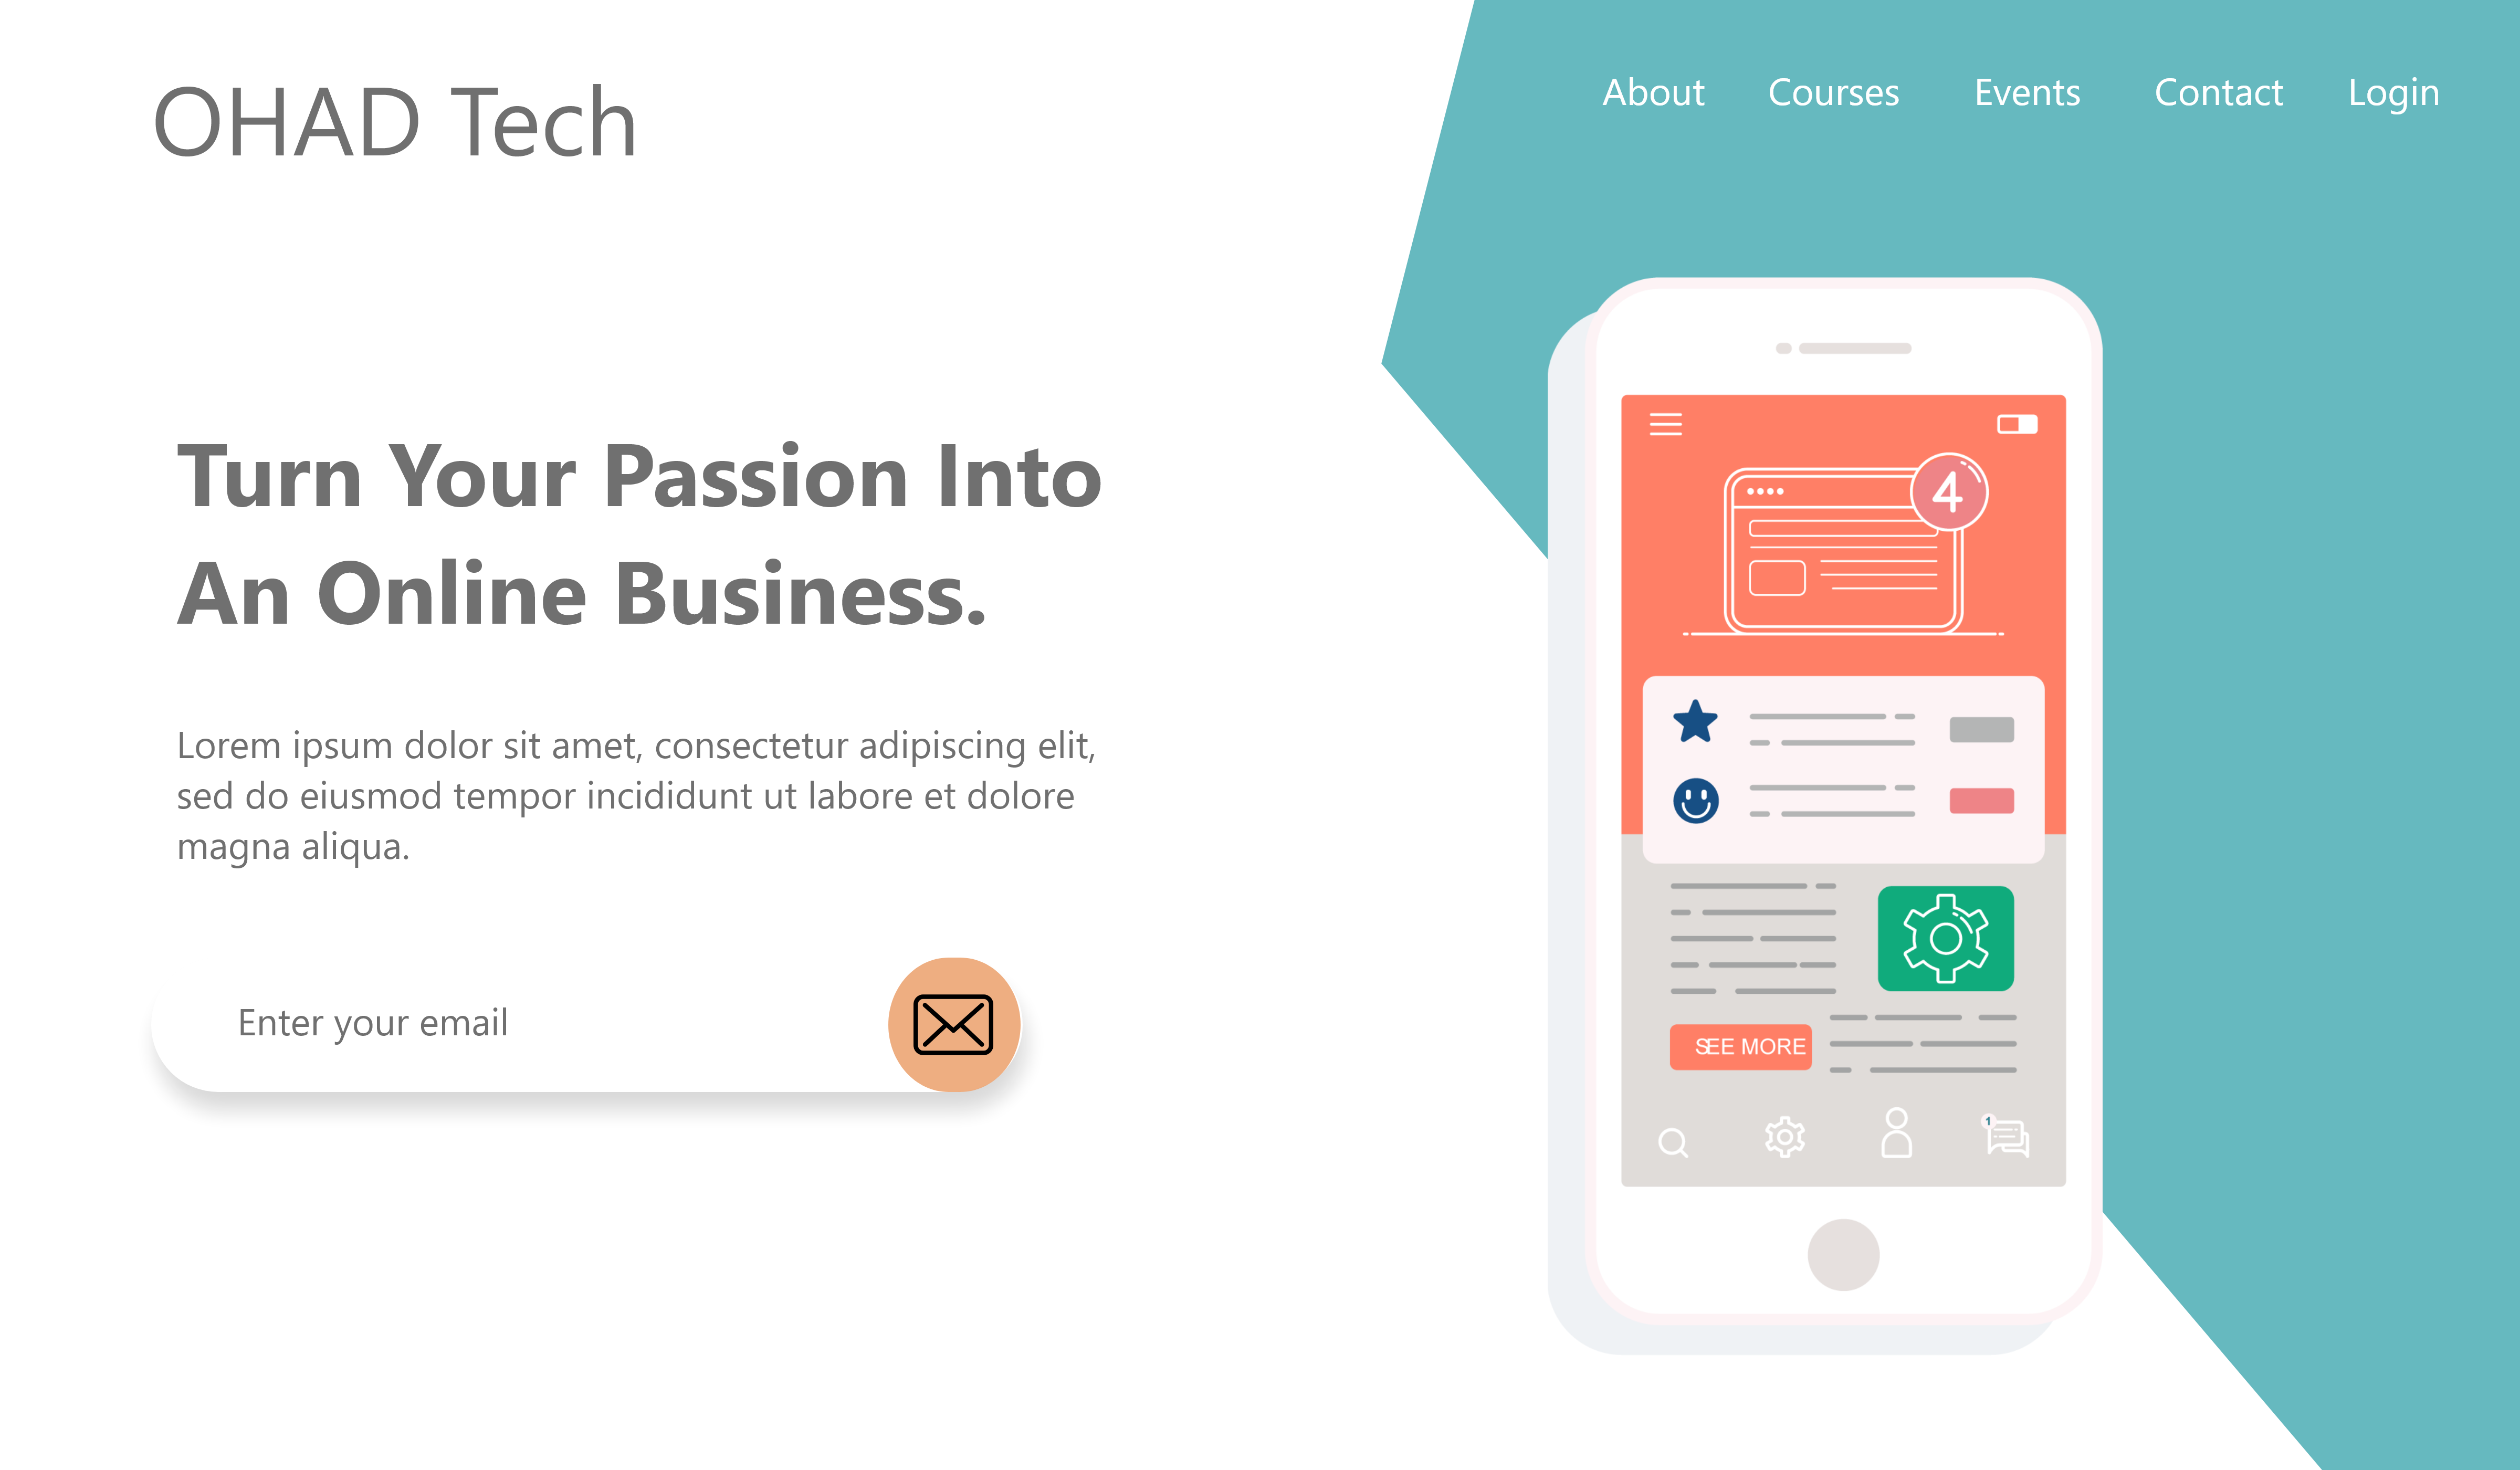 OHAD Tech
About Courses Events Contact Login
Turn Your Passion Into
An Online Business.
Lorem ipsum dolor sit amet, consectetur adipiscing elit,
sed do eiusmod tempor incididunt ut labore et dolore
magna aliqua.
Enter your email
4
SEE MORE
1